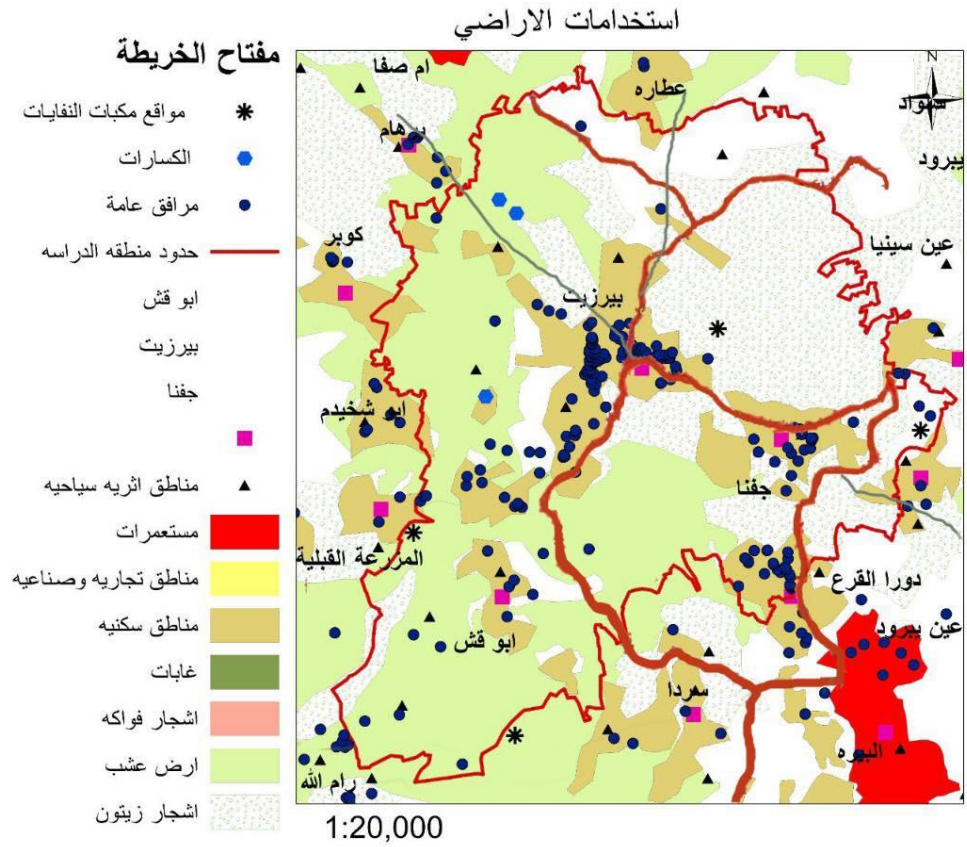 استخدامات الاراضي
مفتاح الخريطة
مواقع مكبات النفايات
الكسارات
مرافق عامة
حدود منطقه الدراسه
ابو قش
بيرزيت
جفنا
مناطق اثريه سياحيه
مستعمرات
مناطق تجاريه وصناعيه
مناطق سكنيه
غابات
اشجار فواكه
ارض عشب
اشجار زيتون
ام صفا
عطاره
N
برهام
يبرود
كوبر
عين سينيا
بيرزيت
ابو شخيدم
جفنا
المزرعة القبلية
دورا القرع
ابو قش
عين يبرود
سردا
البيره
رام الله
1:20,000